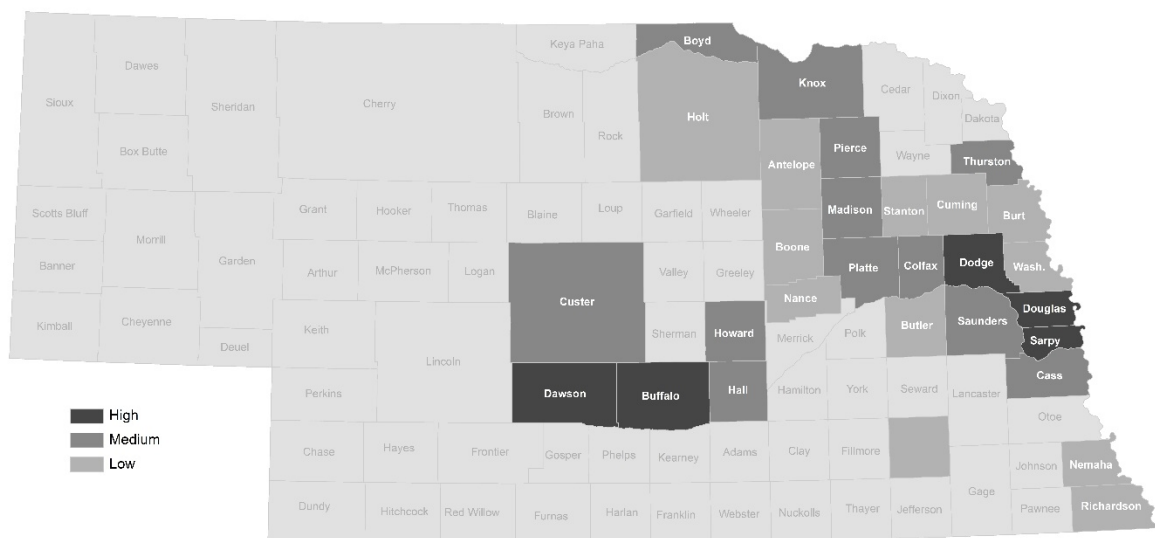 Keya Paha
Boyd
Knox
Cedar
Dixon
Dakota
Dawes
Sioux
Sheridan
Cherry
Brown
Rock
Holt
Box Butte
Antelope
Pierce
Wayne
Thurston
Scotts Bluff
Grant
Hooker
Thomas
Blaine
Loup
Garfield
Wheeler
Madison
Stanton
Cuming
Burt
Morrill
Garden
Banner
Arthur
McPherson
Logan
Custer
Valley
Greeley
Boone
Platte
Colfax
Dodge
Wash.
Nance
Kimball
Cheyenne
Deuel
Keith
Lincoln
Sherman
Howard
Merrick
Polk
Butler
Saunders
Douglas
Sarpy
Perkins
Dawson
Buffalo
Hall
Hamilton
York
Seward
Lancaster
Cass
Otoe
High
Medium
Low
Chase
Hayes
Frontier
Gosper
Phelps
Kearney
Adams
Clay
Fillmore
Johnson
Nemaha
Dundy
Hitchcock
Red Willow
Furnas
Harlan
Franklin
Webster
Nuckolls
Thayer
Jefferson
Gage
Pawnee
Richardson